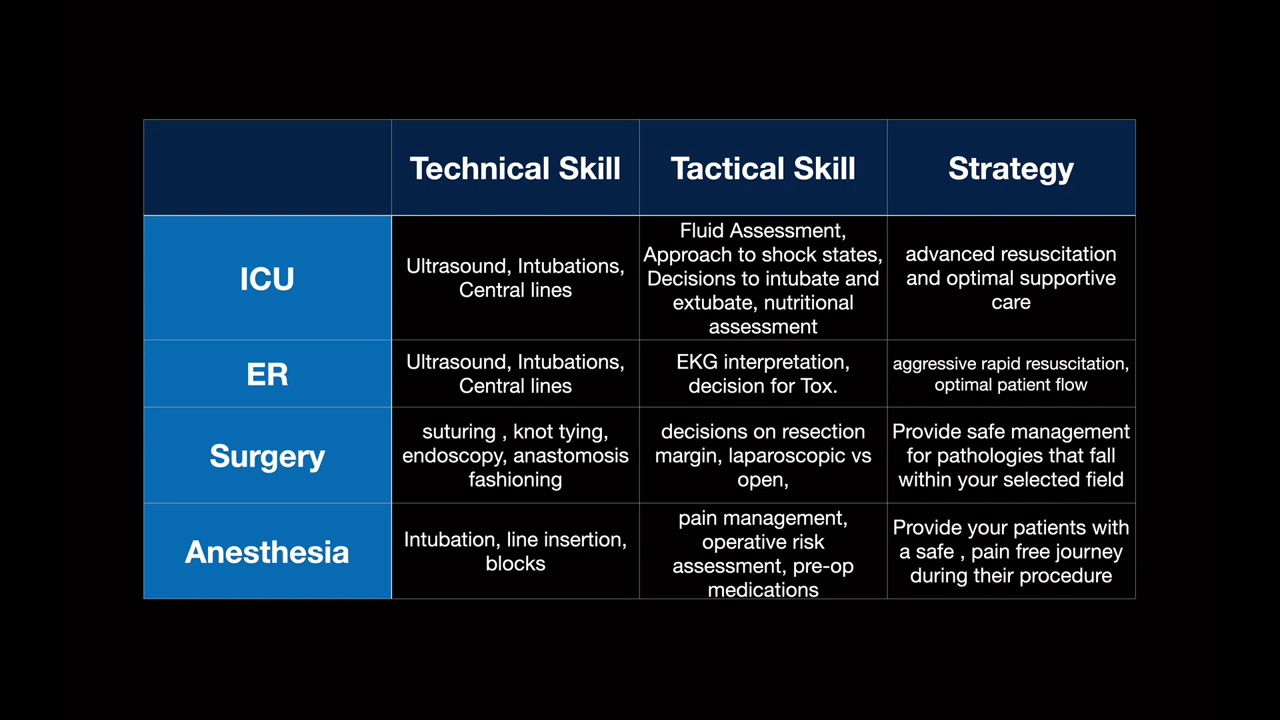 Technical Skill
Tactical Skill
Strategy
ICU
Ultrasound, Intubations,
Central lines
Fluid Assessment,
Approach to shock states,
Decisions to intubate and
extubate, nutritional
assessment
advanced resuscitation
and optimal supportive
care
ER
Ultrasound, Intubations,
Central lines
EKG interpretation,
decision for Tox.
aggressive rapid resuscitation,
optimal patient flow
Surgery
suturing , knot tying,
endoscopy, anastomosis
fashioning
decisions on resection
margin, laparoscopic vs
open,
Provide safe management
for pathologies that fall
within your selected field
Anesthesia
Intubation, line insertion,
blocks
pain management,
operative risk
assessment, pre-op
medications
Provide your patients with
a safe , pain free journey
during their procedure